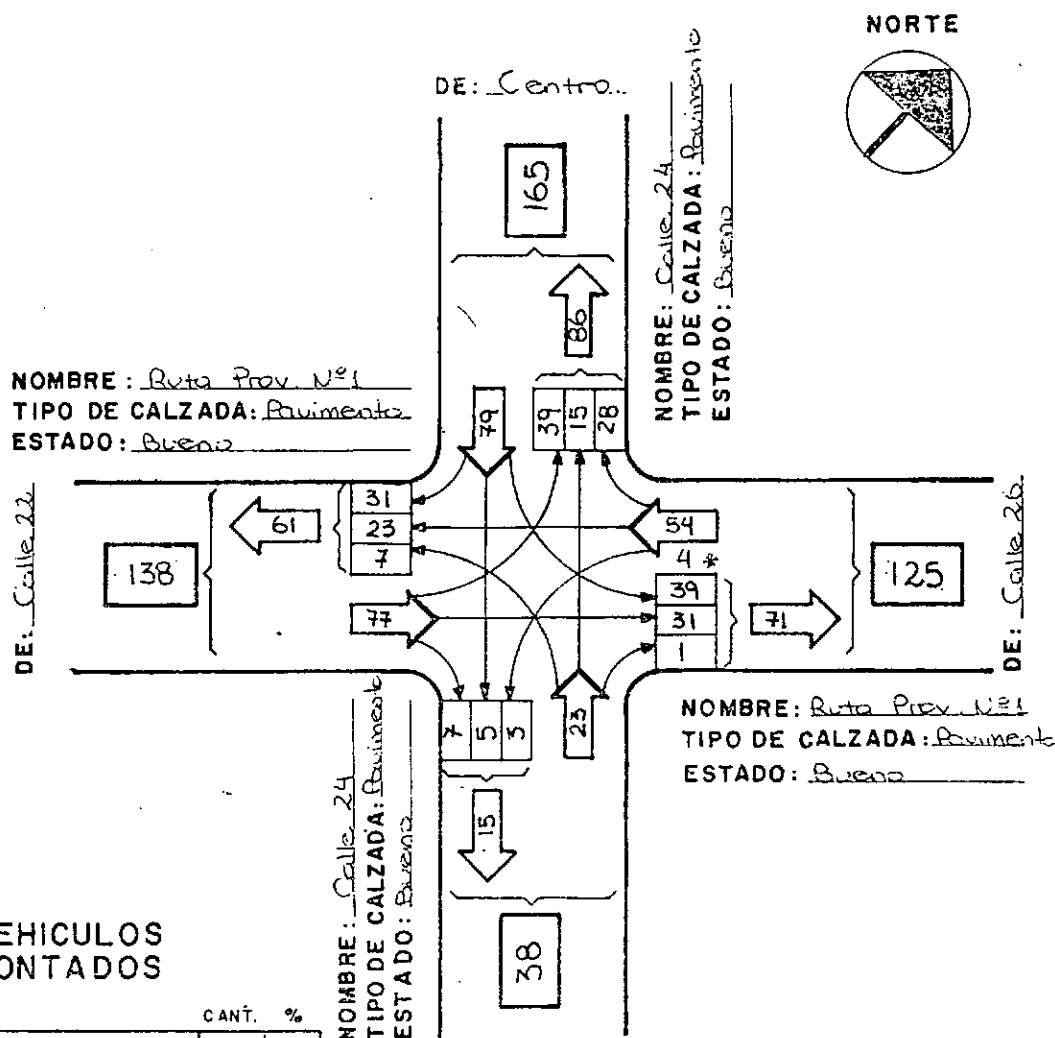 NORTE
DE: Centro
165
NOMBRE: Calle 24
TIPO DE CALZADA: Pavimento
ESTADO: Bueno
86
NOMBRE: Ruta Prov. Nº1
TIPO DE CALZADA: Pavimento
ESTADO: Bueno
79
39 15 28
DE: Calle 22
138
61
31
23
7
54
4 *
39
31
1
71
125
DE: Calle 26
77
7 5 3
23
NOMBRE: Ruta Prov. Nº1
TIPO DE CALZADA: Pavimento
ESTADO: Bueno
15
38
NOMBRE: Calle 24
TIPO DE CALZADA: Pavimento
ESTADO: Bueno
EHICULOS
ONTADOS
CANT. %